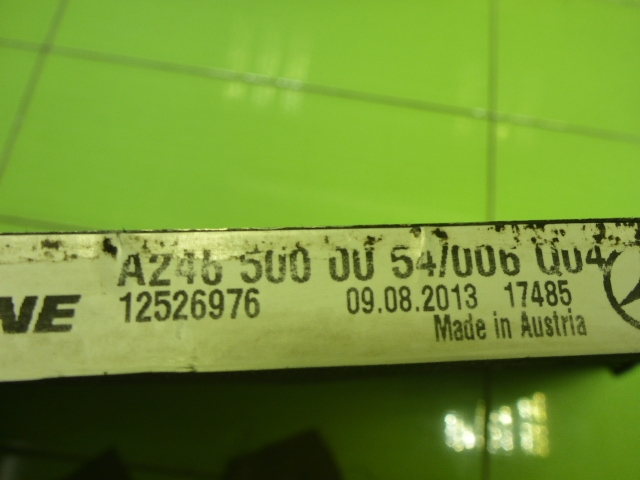 A246 500 00 54/006 Q04
NE
12526976 09.08.2013 17485
Made in Austria